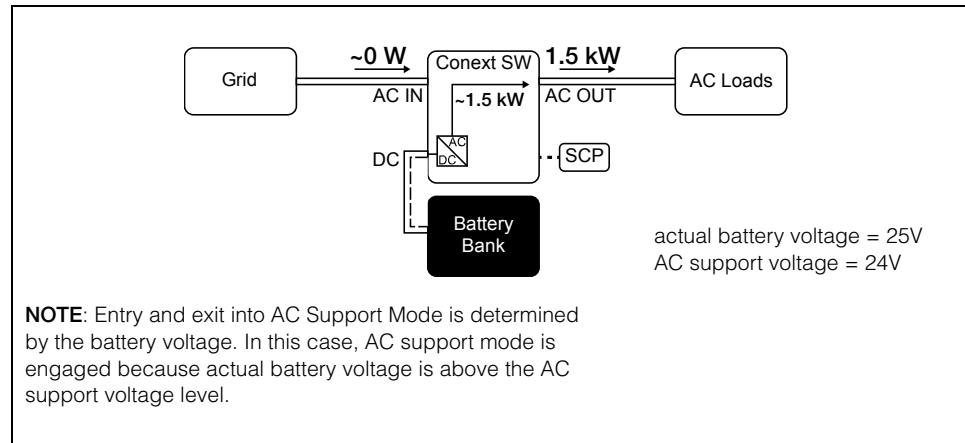 ~0 W
Conext SW
1.5 kW
Grid
AC Loads
AC IN
~1.5 kW
AC OUT
AC
DC
DC
SCP
Battery
Bank
actual battery voltage = 25V
AC support voltage = 24V
NOTE: Entry and exit into AC Support Mode is determined
by the battery voltage. In this case, AC support mode is
engaged because actual battery voltage is above the AC
support voltage level.